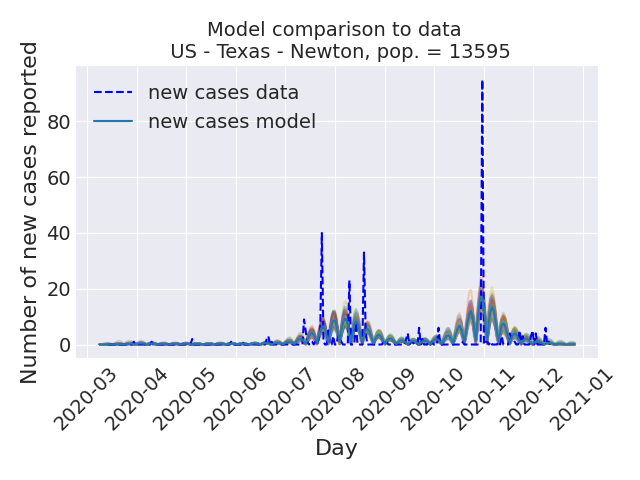 Model comparison to data
US - Texas - Newton, pop. = 13595
Number of new cases reported
new cases data
new cases model
80
60
40
20
0
2020-03
2020-04
2020-05
2020-06
2020-07
2020-08
2020-09
2020-10
2020-11
2020-12
2021-01
Day